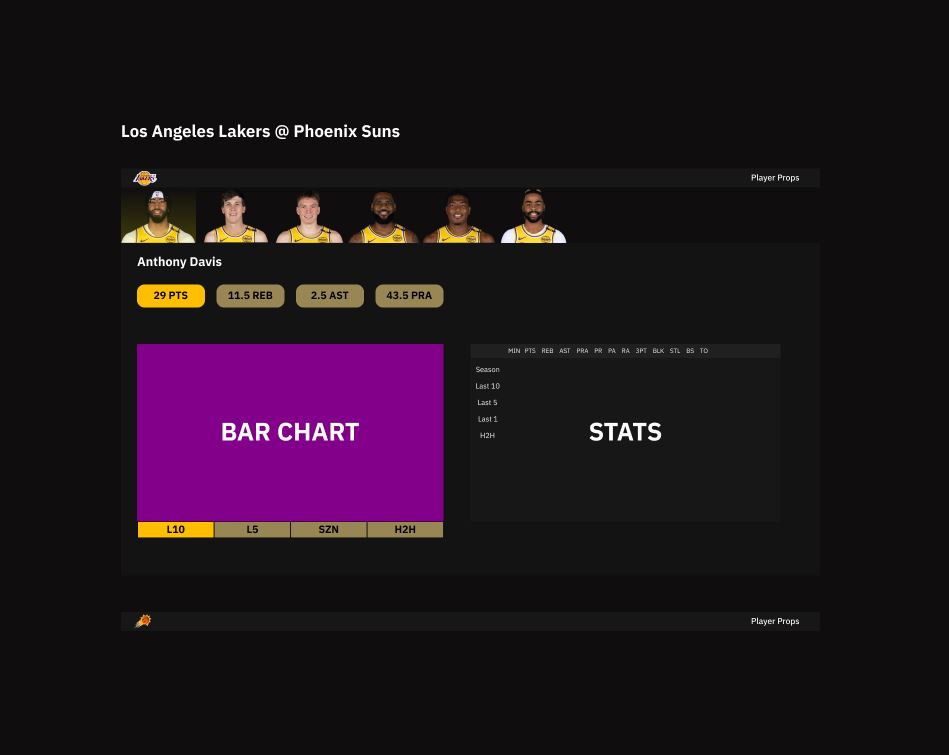 Los Angeles Lakers @ Phoenix Suns
Player Props
Anthony Davis
29 PTS 11.5 REB 2.5 AST 43.5 PRA
BAR CHART
L10 L5 SZN H2H
MIN PTS REB AST PRA PR PA RA 3PT BLK STL BS TO
Season
Last 10
Last 5
Last 1
H2H
STATS
Player Props